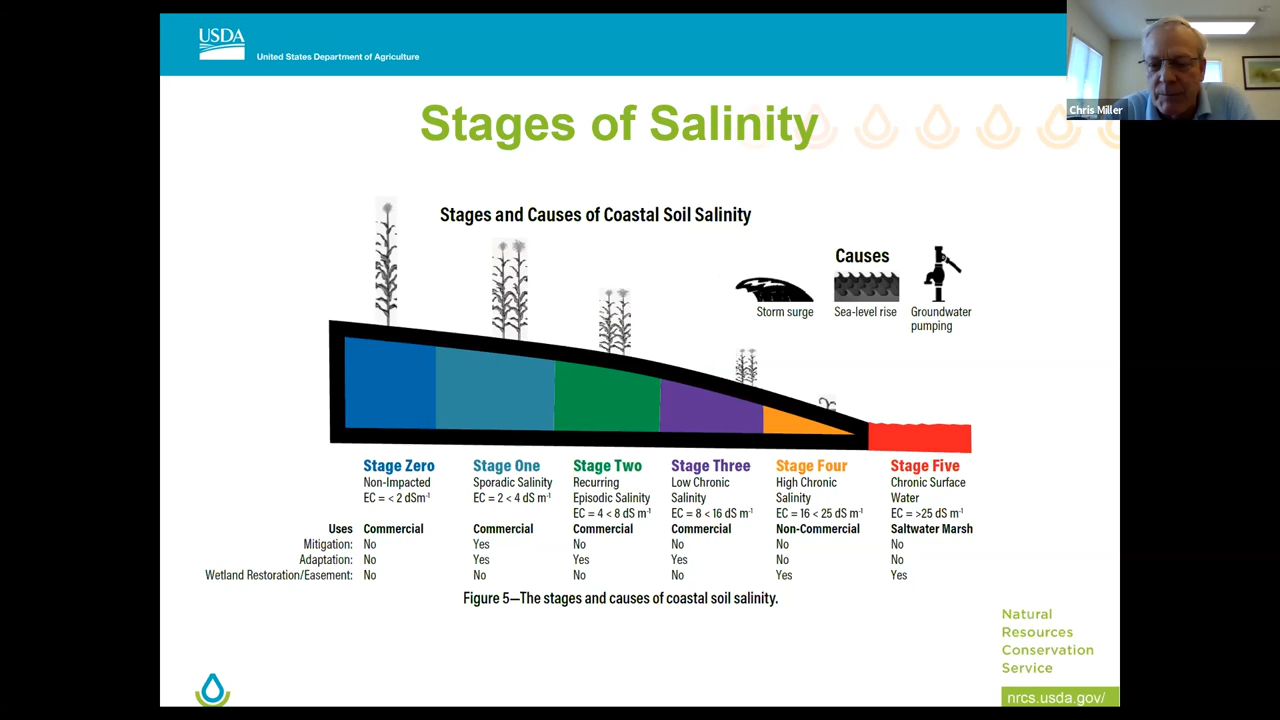 USDA
United States Department of Agriculture
Chris Miller
Stages of Salinity
Stages and Causes of Coastal Soil Salinity
Causes
Storm surge
Sea-level rise
Groundwater
pumping
Stage Zero
Non-Impacted
EC = < 2 dSm⁻¹
Stage One
Sporadic Salinity
EC = 2 < 4 dS m⁻¹
Stage Two
Recurring
Episodic Salinity
EC = 4 < 8 dS m⁻¹
Stage Three
Low Chronic
Salinity
EC = 8 < 16 dS m⁻¹
Stage Four
High Chronic
Salinity
EC = 16 < 25 dS m⁻¹
Stage Five
Chronic Surface
Water
EC = >25 dS m⁻¹
Uses Commercial Commercial Commercial Commercial Non-Commercial Saltwater Marsh
Mitigation: No Yes No No No No
Adaptation: No Yes Yes Yes No No
Wetland Restoration/Easement: No No No No Yes Yes
Figure 5—The stages and causes of coastal soil salinity.
Natural
Resources
Conservation
Service
nrcs.usda.gov/